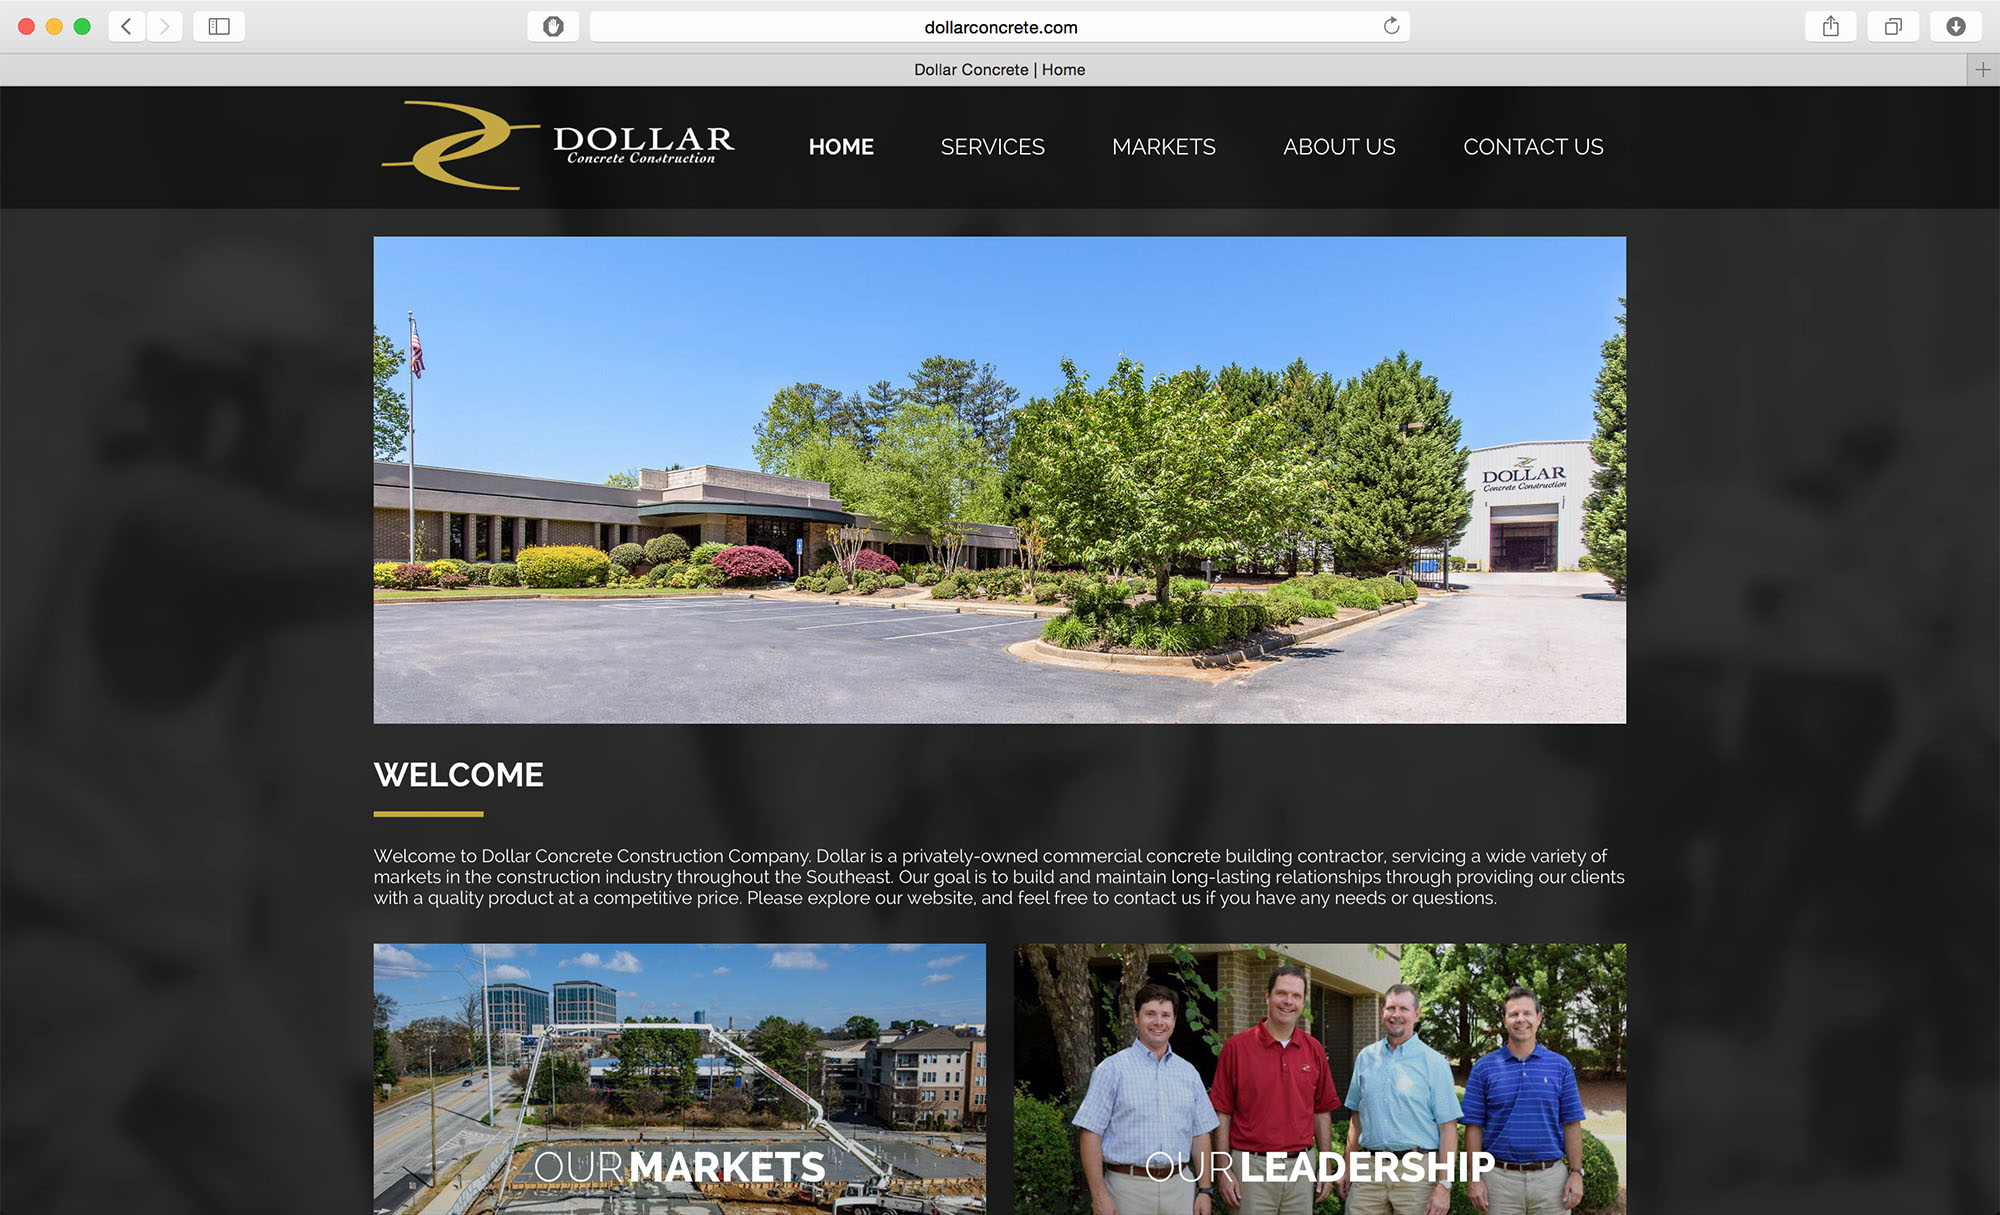 dollarconcrete.com
Dollar Concrete | Home
DOLLAR
Concrete Construction
HOME
SERVICES
MARKETS
ABOUT US
CONTACT US
DOLLAR
Concrete Construction
WELCOME
Welcome to Dollar Concrete Construction Company. Dollar is a privately-owned commercial concrete building contractor, servicing a wide variety of
markets in the construction industry throughout the Southeast. Our goal is to build and maintain long-lasting relationships through providing our clients
with a quality product at a competitive price. Please explore our website, and feel free to contact us if you have any needs or questions.
OUR MARKETS
OUR LEADERSHIP